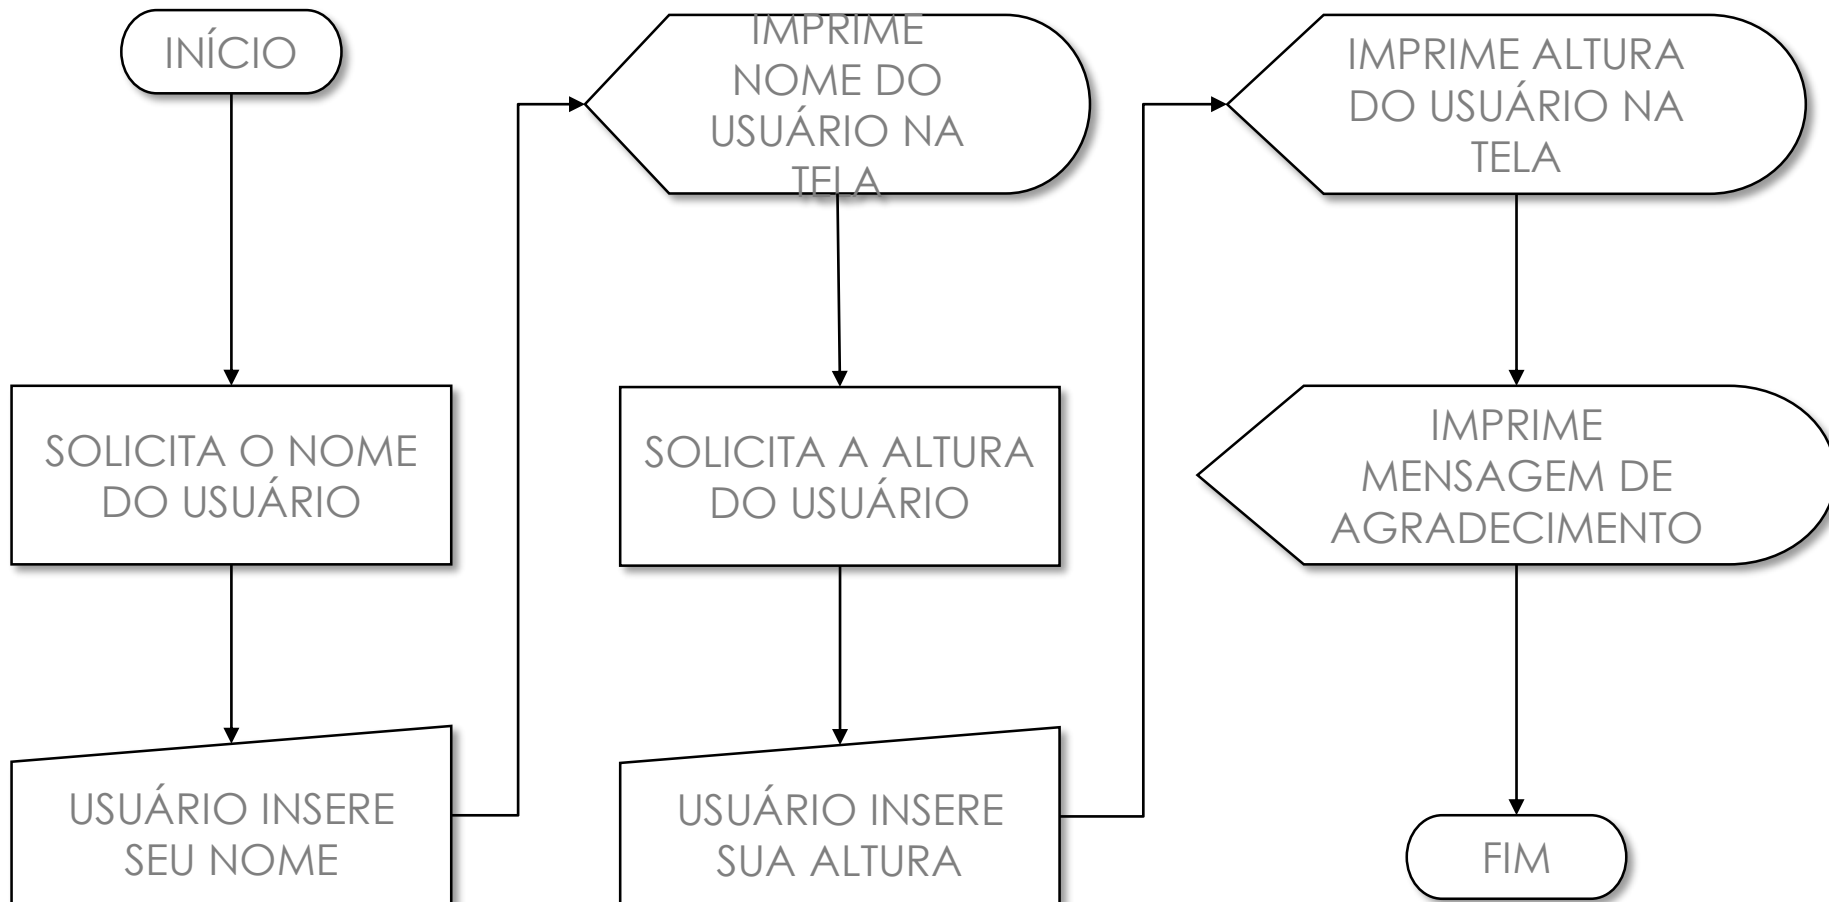 INÍCIO
SOLICITA O NOME
DO USUÁRIO
USUÁRIO INSERE
SEU NOME
IMPRIME
NOME DO
USUÁRIO NA
TELA
SOLICITA A ALTURA
DO USUÁRIO
USUÁRIO INSERE
SUA ALTURA
IMPRIME ALTURA
DO USUÁRIO NA
TELA
IMPRIME
MENSAGEM DE
AGRADECIMENTO
FIM